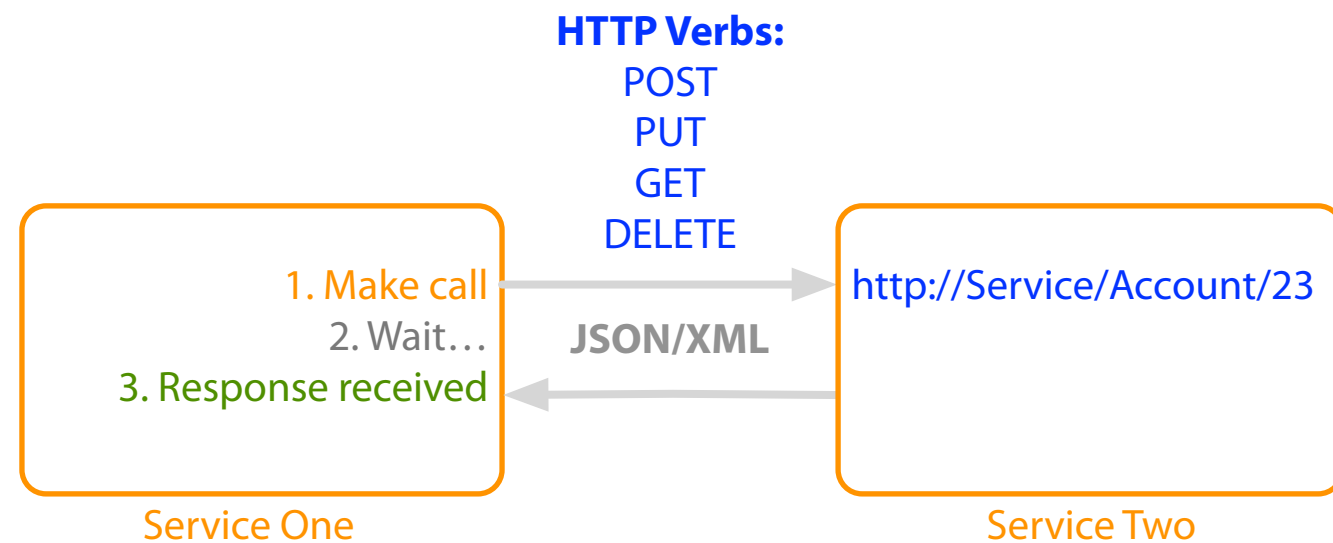 HTTP Verbs:
POST
PUT
GET
DELETE
1. Make call
2. Wait…
3. Response received
JSON/XML
http://Service/Account/23
Service One
Service Two